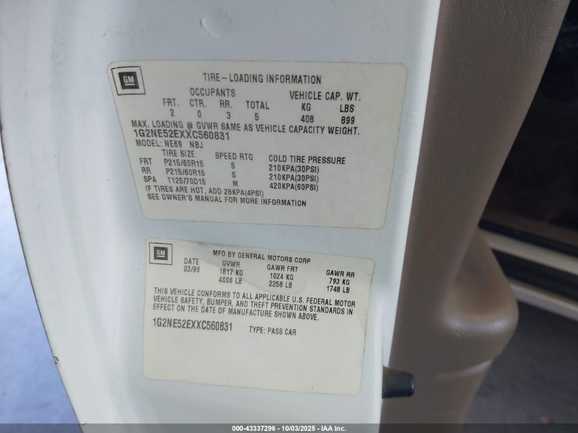 GM
TIRE-LOADING INFORMATION
OCCUPANTS VEHICLE CAP. WT.
FRT. CTR. RR. TOTAL KG LBS
2 0 3 5 408 899
MAX. LOADING @ GVWR SAME AS VEHICLE CAPACITY WEIGHT.
1G2NE52EXXC560831
MODEL: NE69 NBJ
TIRE SIZE SPEED RTG COLD TIRE PRESSURE
FRT P215/60R15 S 210KPA(30PSI)
RR P215/60R15 S 210KPA(30PSI)
SPA T125/70D15 M 420KPA(60PSI)
IF TIRES ARE HOT, ADD 28KPA(4PSI)
SEE OWNER'S MANUAL FOR MORE INFORMATION
GM
MFD BY GENERAL MOTORS CORP
DATE GVWR GAWR FRT GAWR RR
03/99 1817 KG 1024 KG 793 KG
4006 LB 2258 LB 1748 LB
THIS VEHICLE CONFORMS TO ALL APPLICABLE U.S. FEDERAL MOTOR
VEHICLE SAFETY, BUMPER, AND THEFT PREVENTION STANDARDS IN
EFFECT ON THE DATE OF MANUFACTURE SHOWN ABOVE.
1G2NE52EXXC560831 TYPE: PASS CAR
000-43337296 - 10/03/2025 - IAA Inc.